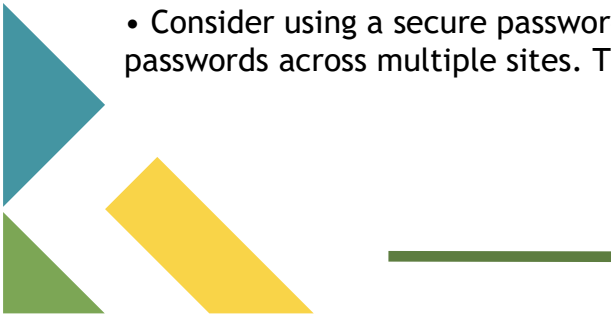 • Consider using a secure passwor
passwords across multiple sites. T